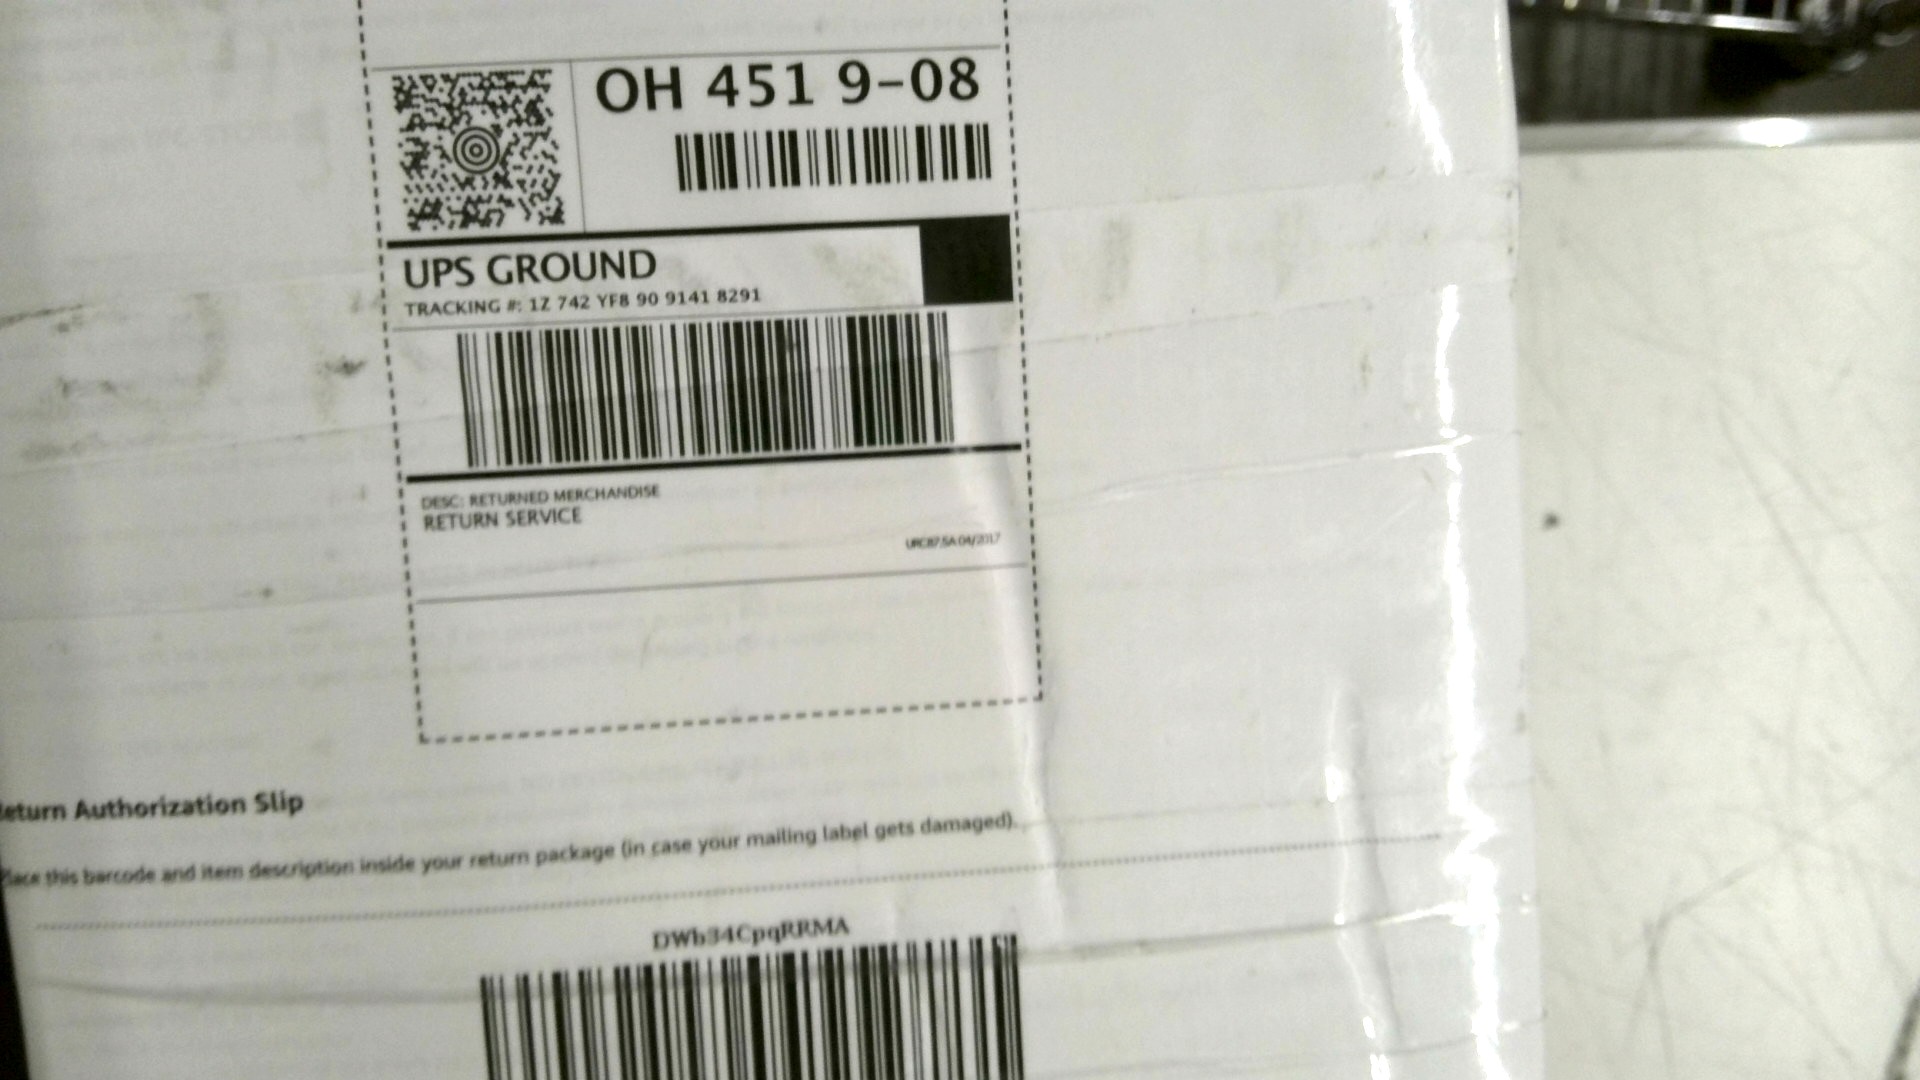 OH 451 9-08
UPS GROUND
TRACKING #: 1Z 742 YF8 90 9141 8291
DESC: RETURNED MERCHANDISE
RETURN SERVICE
Return Authorization Slip
Place this barcode and item description inside your return package (in case your mailing label gets damaged).
DWb34CpqRRMA